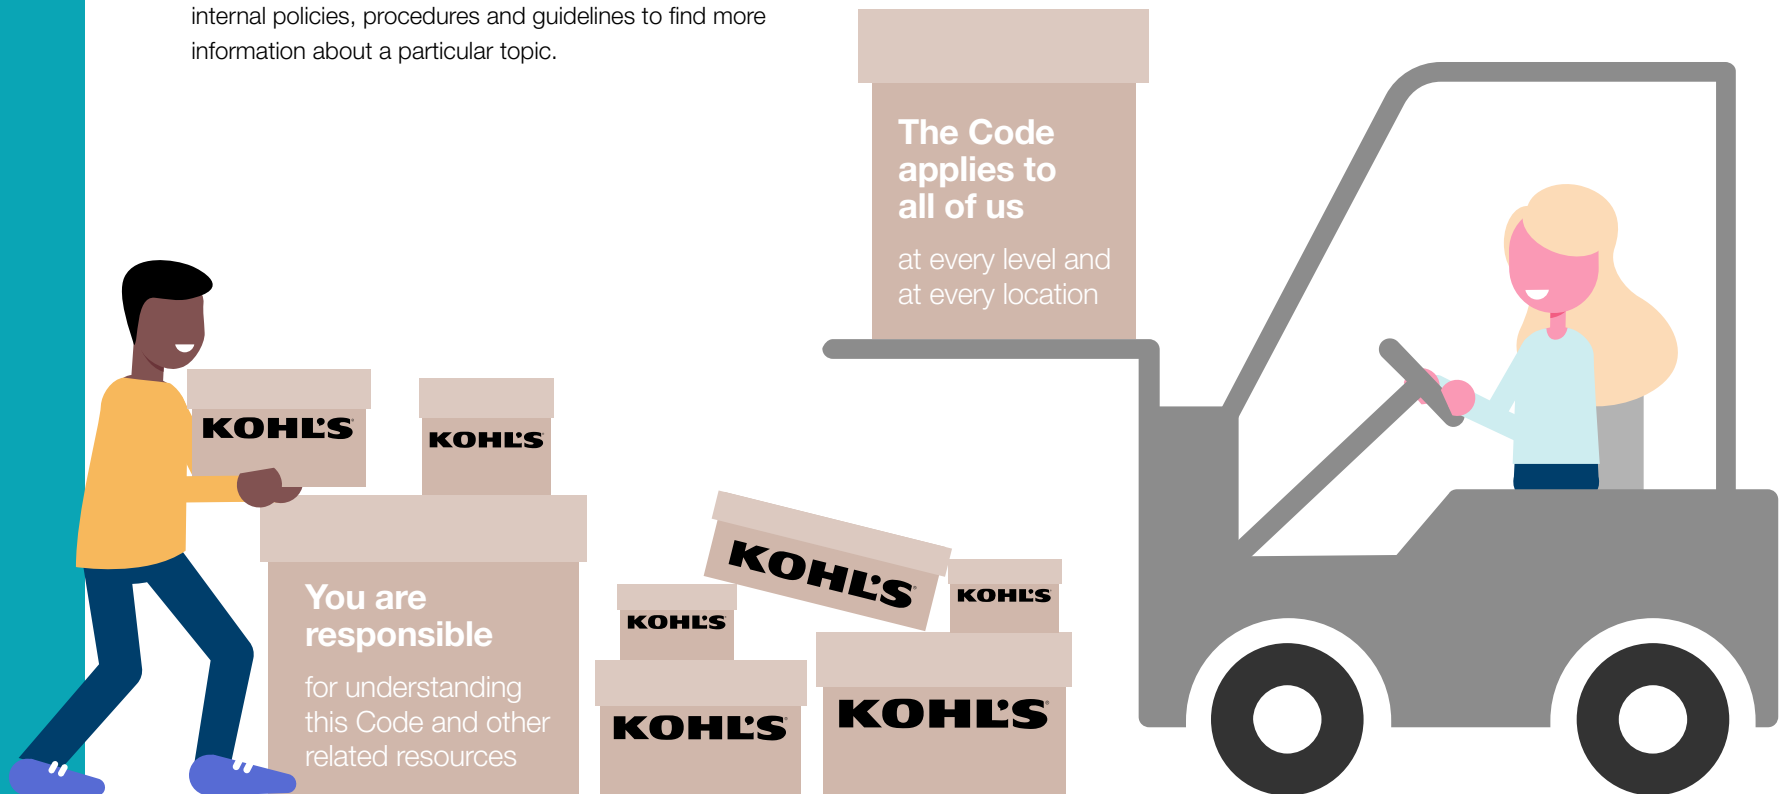 internal policies, procedures and guidelines to find more
information about a particular topic.
The Code
applies to
all of us
at every level and
at every location
KOHL'S
KOHL'S
You are
responsible
for understanding
this Code and other
related resources
KOHL'S
KOHL'S
KOHL'S
KOHL'S
KOHL'S